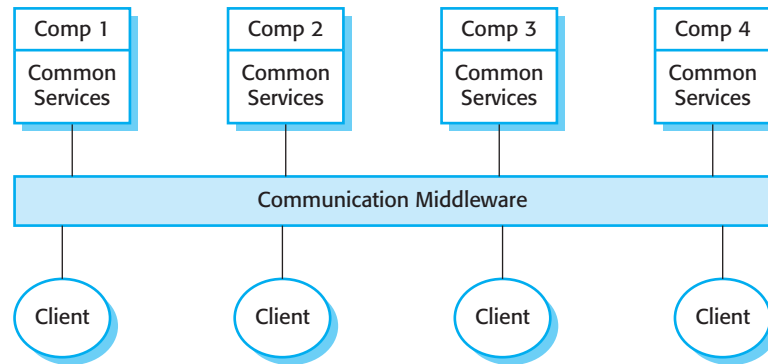 Comp 1
Comp 2
Comp 3
Comp 4
Common
Services
Common
Services
Common
Services
Common
Services
Communication Middleware
Client
Client
Client
Client